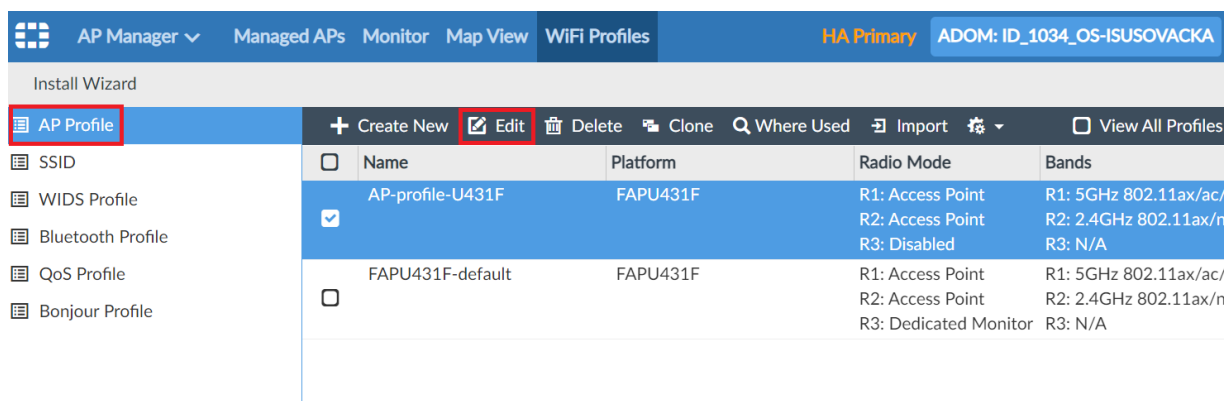 AP Manager Managed APs Monitor Map View WiFi Profiles HA Primary ADOM: ID_1034_OS-ISUSOVACKA
Install Wizard
AP Profile
SSID
WIDS Profile
Bluetooth Profile
QoS Profile
Bonjour Profile
Create New Edit Delete Clone Where Used Import View All Profiles
Name Platform Radio Mode Bands
AP-profile-U431F FAPU431F R1: Access Point R1: 5GHz 802.11ax/ac/
R2: Access Point R2: 2.4GHz 802.11ax/n
R3: Disabled R3: N/A
FAPU431F-default FAPU431F R1: Access Point R1: 5GHz 802.11ax/ac/
R2: Access Point R2: 2.4GHz 802.11ax/n
R3: Dedicated Monitor R3: N/A